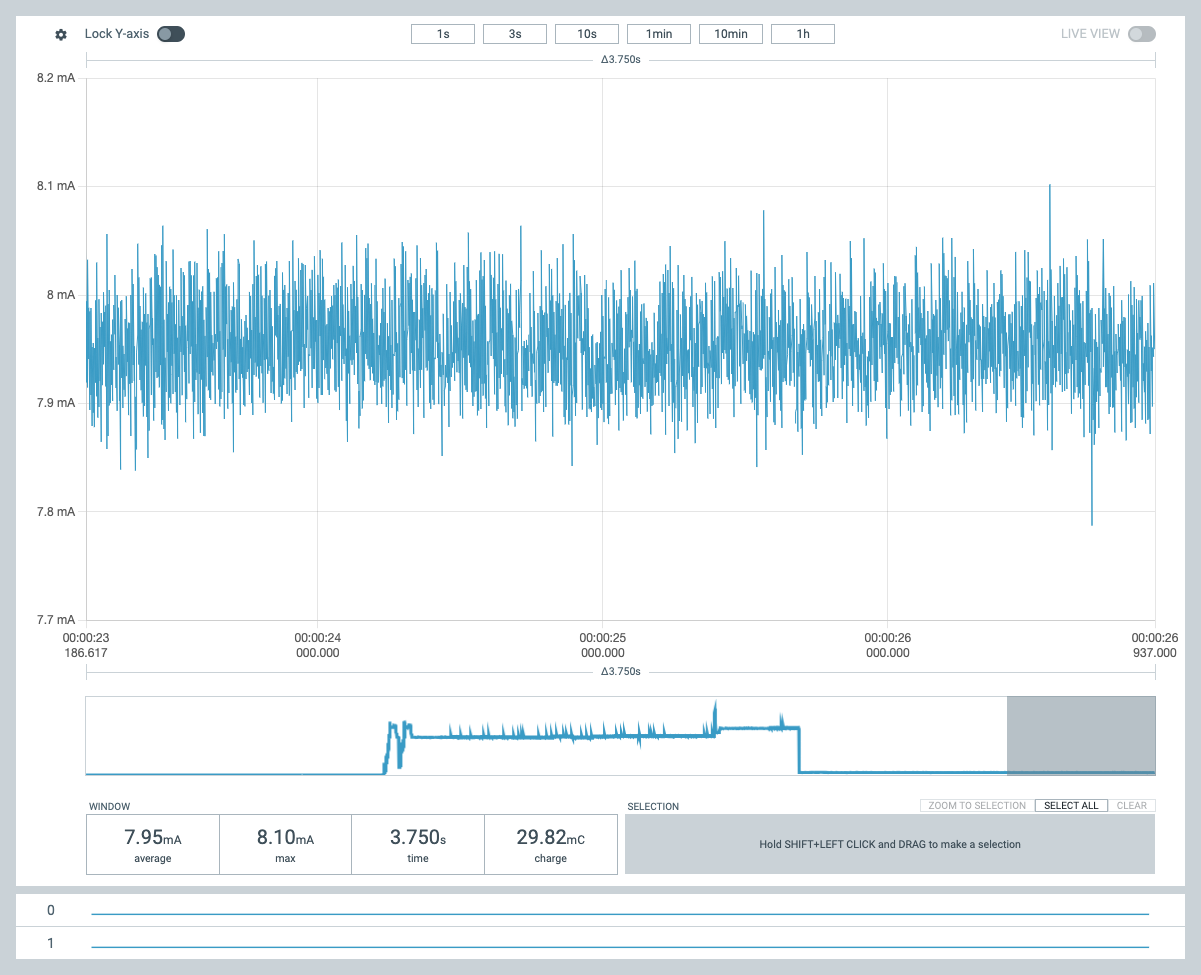 Lock Y-axis 1s 3s 10s 1min 10min 1h LIVE VIEW
Δ3.750s
8.2 mA
8.1 mA
8 mA
7.9 mA
7.8 mA
7.7 mA
00:00:23 00:00:24 00:00:25 00:00:26 00:00:26
186.617 000.000 000.000 000.000 937.000
Δ3.750s
WINDOW SELECTION ZOOM TO SELECTION SELECT ALL CLEAR
7.95mA 8.10mA 3.750s 29.82mC
average max time charge
Hold SHIFT+LEFT CLICK and DRAG to make a selection
0
1